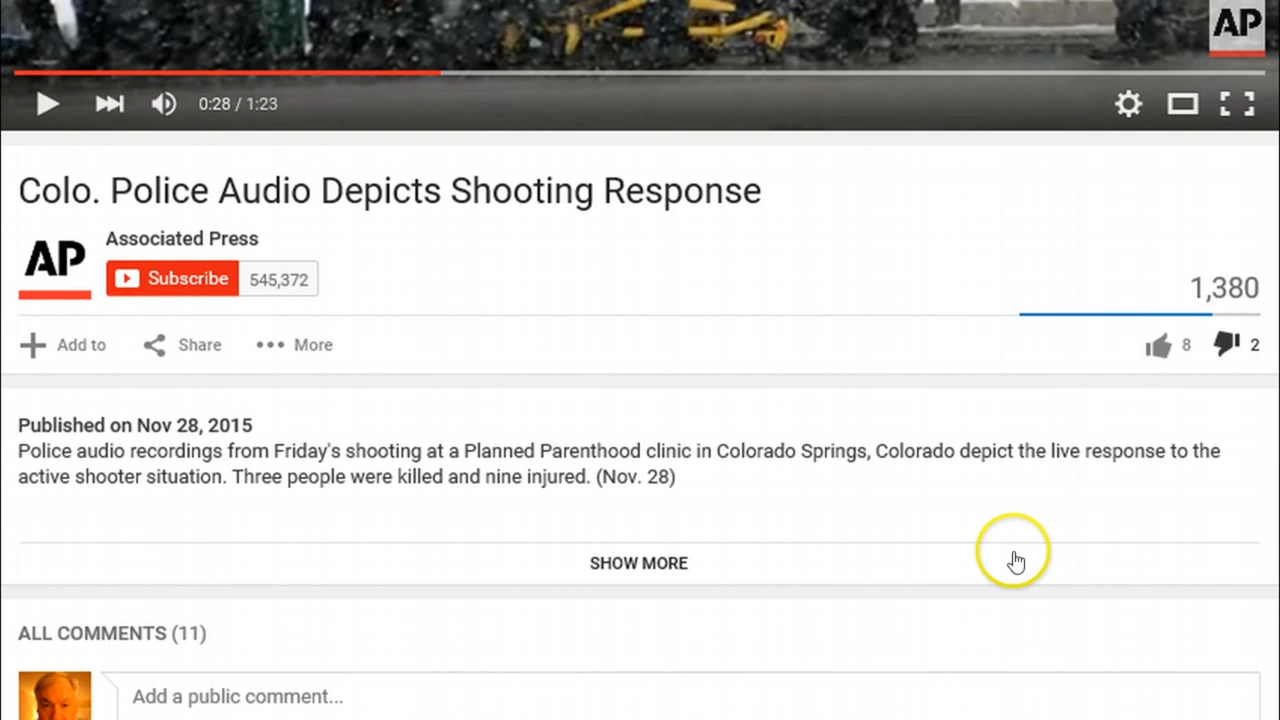 AP
0:28 / 1:23
Colo. Police Audio Depicts Shooting Response
AP
Associated Press
Subscribe 545,372
1,380
Add to Share More 8 2
Published on Nov 28, 2015
Police audio recordings from Friday's shooting at a Planned Parenthood clinic in Colorado Springs, Colorado depict the live response to the
active shooter situation. Three people were killed and nine injured. (Nov. 28)
SHOW MORE
ALL COMMENTS (11)
Add a public comment...